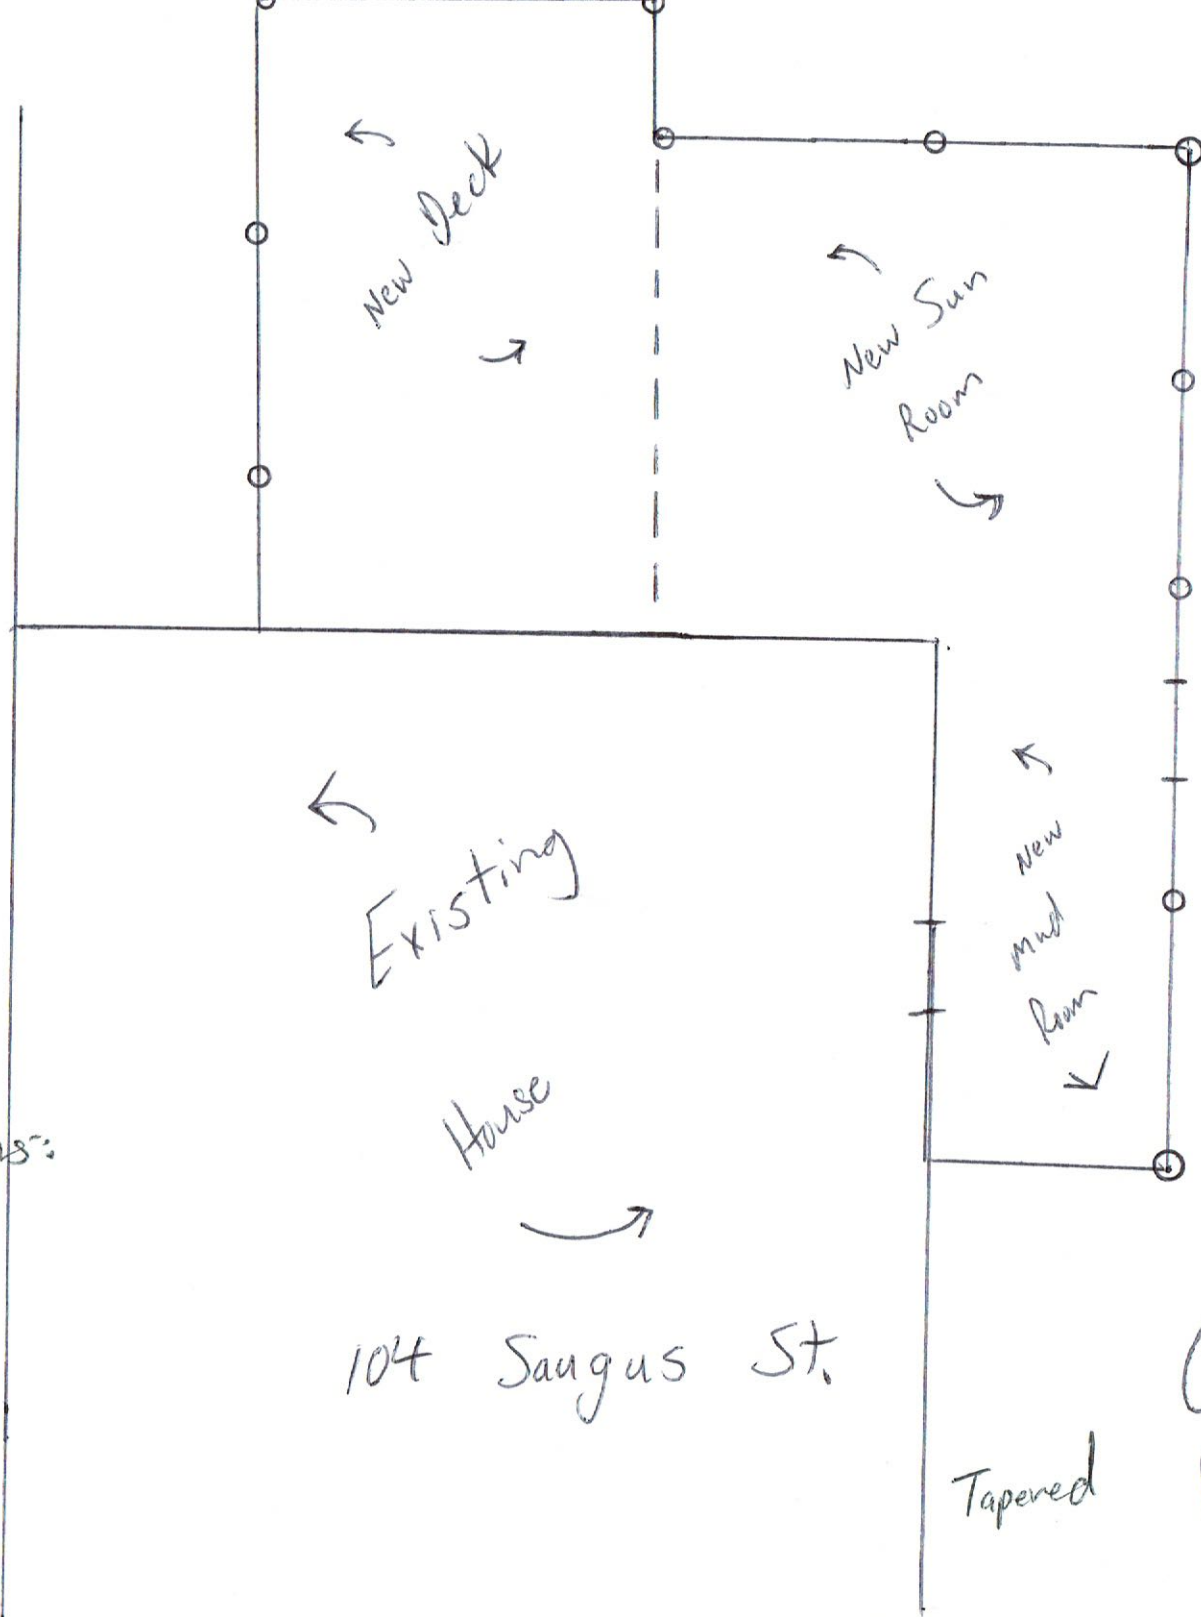 New Deck
New Sun
Room
New
Mud
Room
Existing
House
104 Saugus St.
Tapered